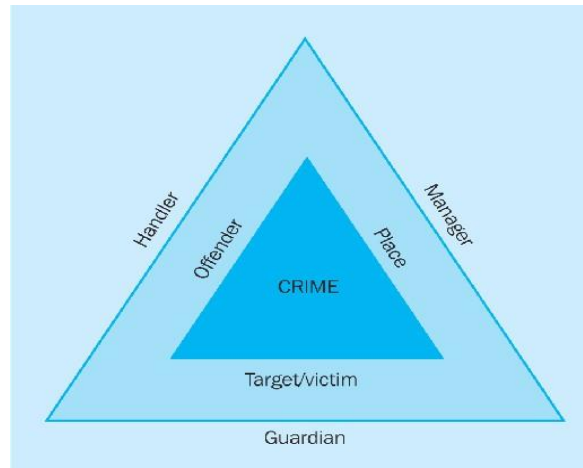 Handler
Manager
Offender
Place
CRIME
Target/victim
Guardian